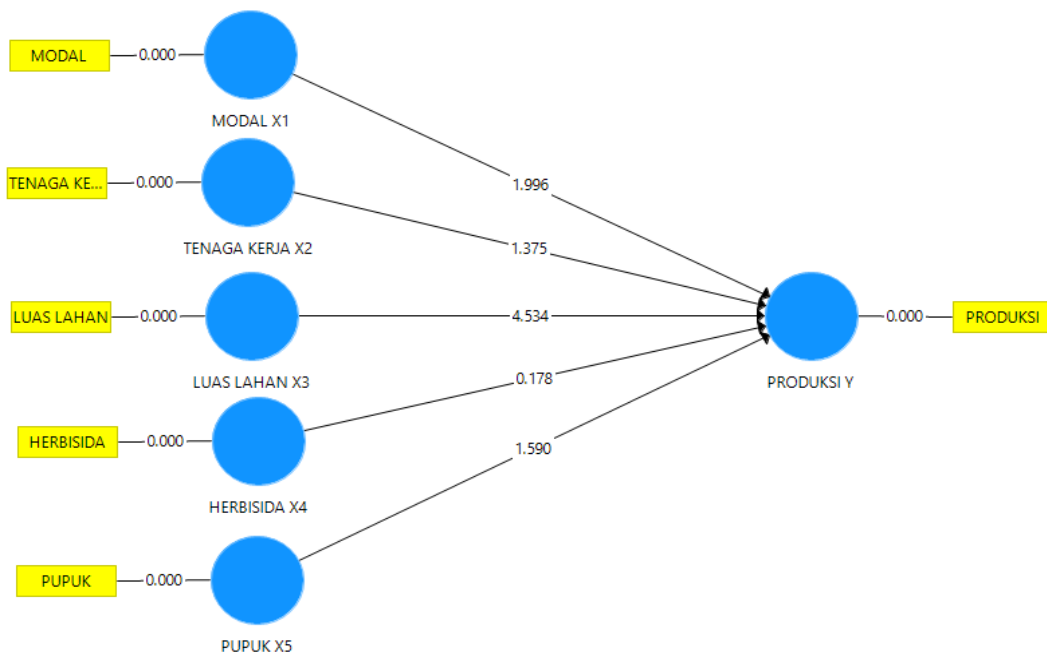 MODAL
0.000
MODAL X1
1.996
TENAGA KE...
0.000
TENAGA KERJA X2
1.375
LUAS LAHAN
0.000
LUAS LAHAN X3
4.534
PRODUKSI Y
0.000
PRODUKSI
HERBISIDA
0.000
HERBISIDA X4
0.178
PUPUK
0.000
PUPUK X5
1.590